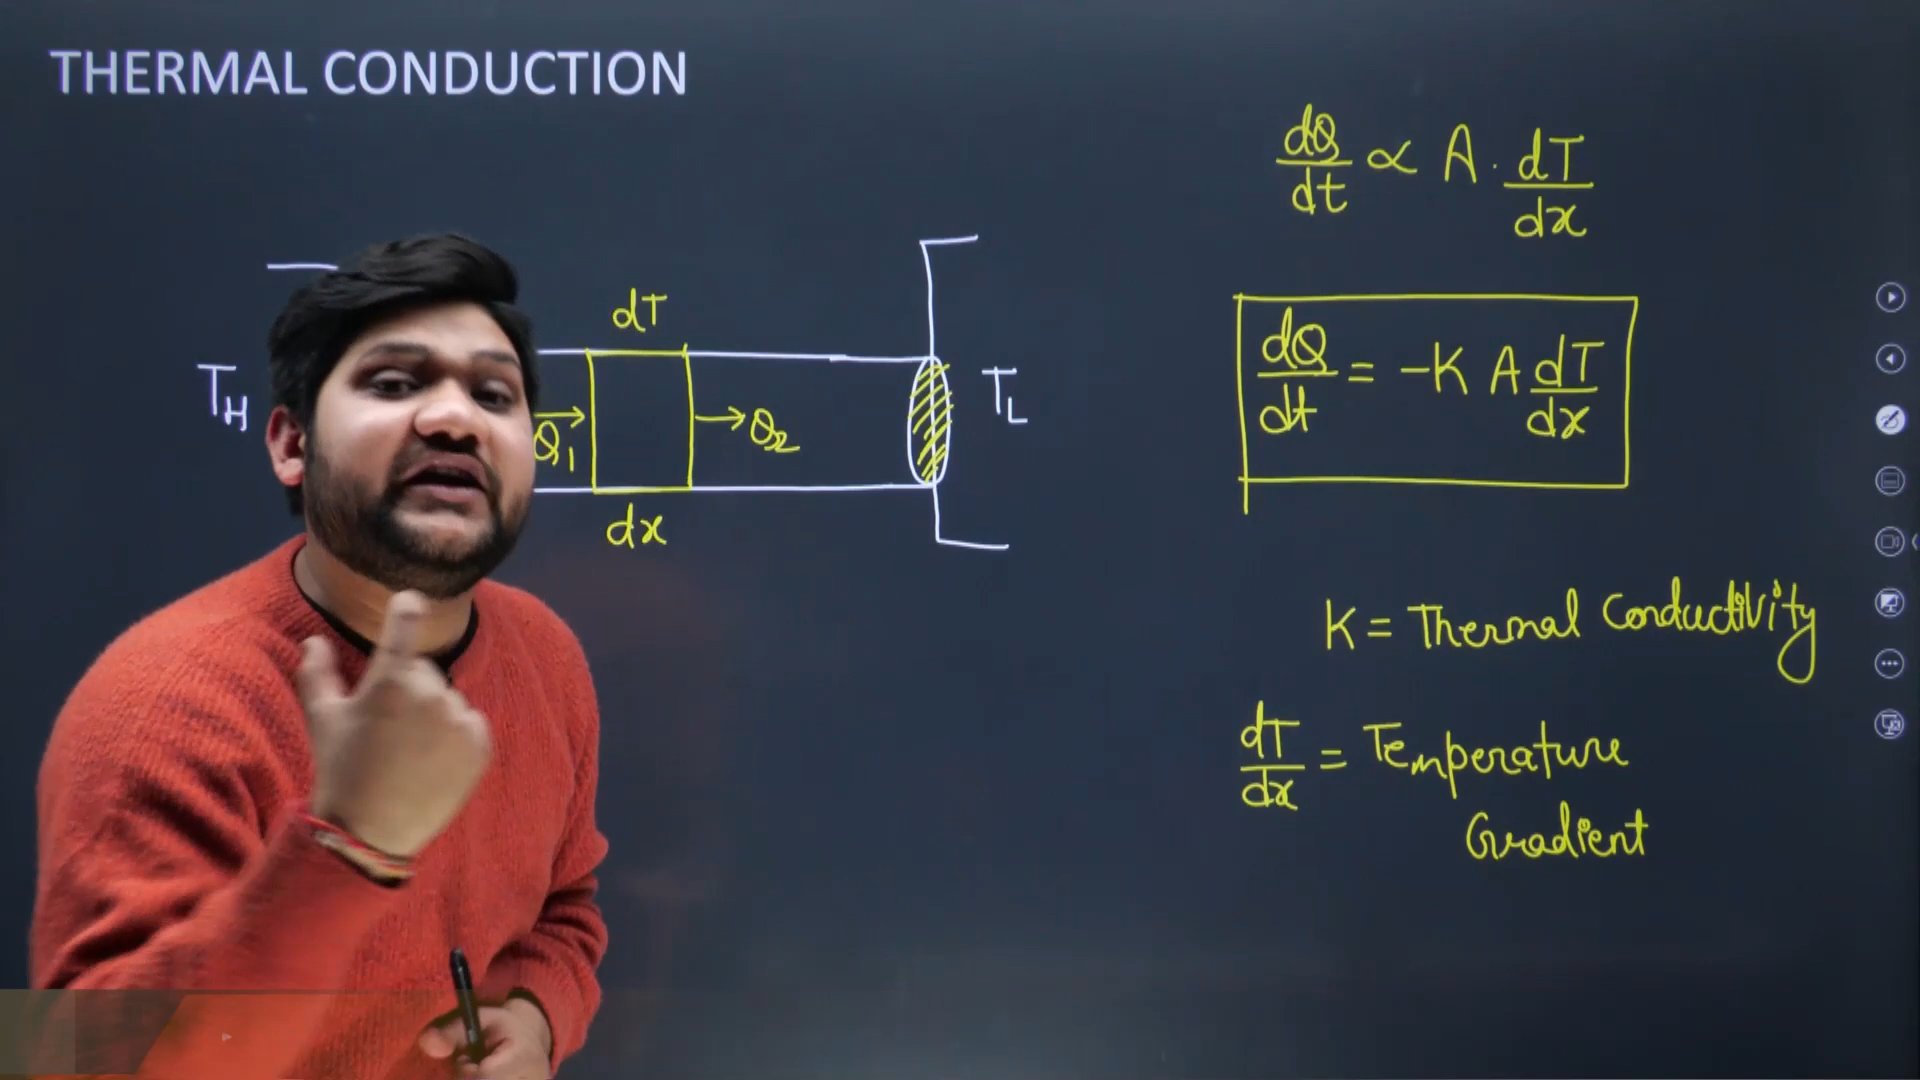 THERMAL CONDUCTION
dQ/dt ∝ A · dT/dx
dT
T_H
Q₁
Q₂
T_L
dx
dQ/dt = -K A dT/dx
K = Thermal Conductivity
dT/dx = Temperature
Gradient